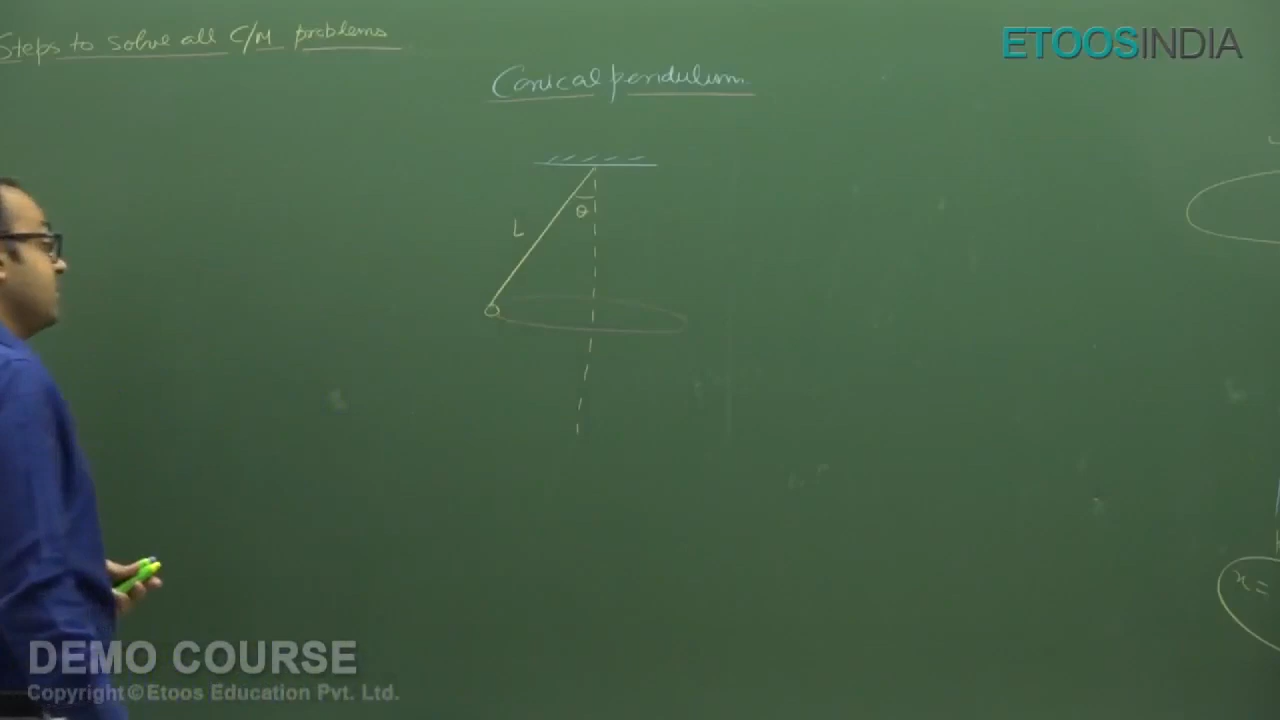 Steps to solve all C/M problems
ETOOSINDIA
Conical pendulum
θ
L
x =
DEMO COURSE
Copyright © Etoos Education Pvt. Ltd.